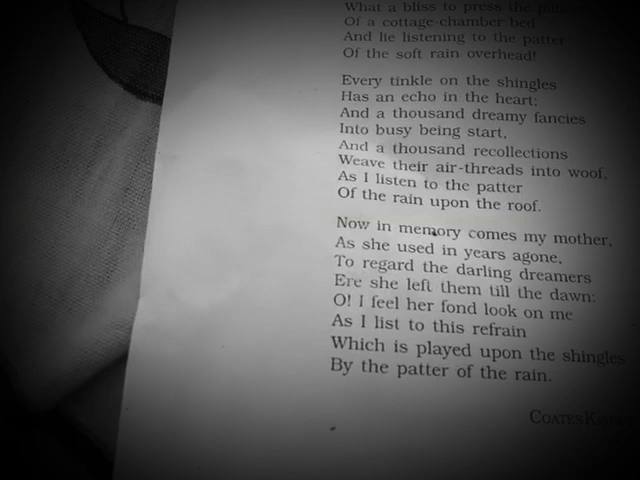 What a bliss to press the pillow
Of a cottage-chamber bed
And lie listening to the patter
Of the soft rain overhead!
Every tinkle on the shingles
Has an echo in the heart;
And a thousand dreamy fancies
Into busy being start,
And a thousand recollections
Weave their air-threads into woof,
As I listen to the patter
Of the rain upon the roof.
Now in memory comes my mother,
As she used in years agone,
To regard the darling dreamers
Ere she left them till the dawn:
O! I feel her fond look on me
As I list to this refrain
Which is played upon the shingles
By the patter of the rain.
COATES